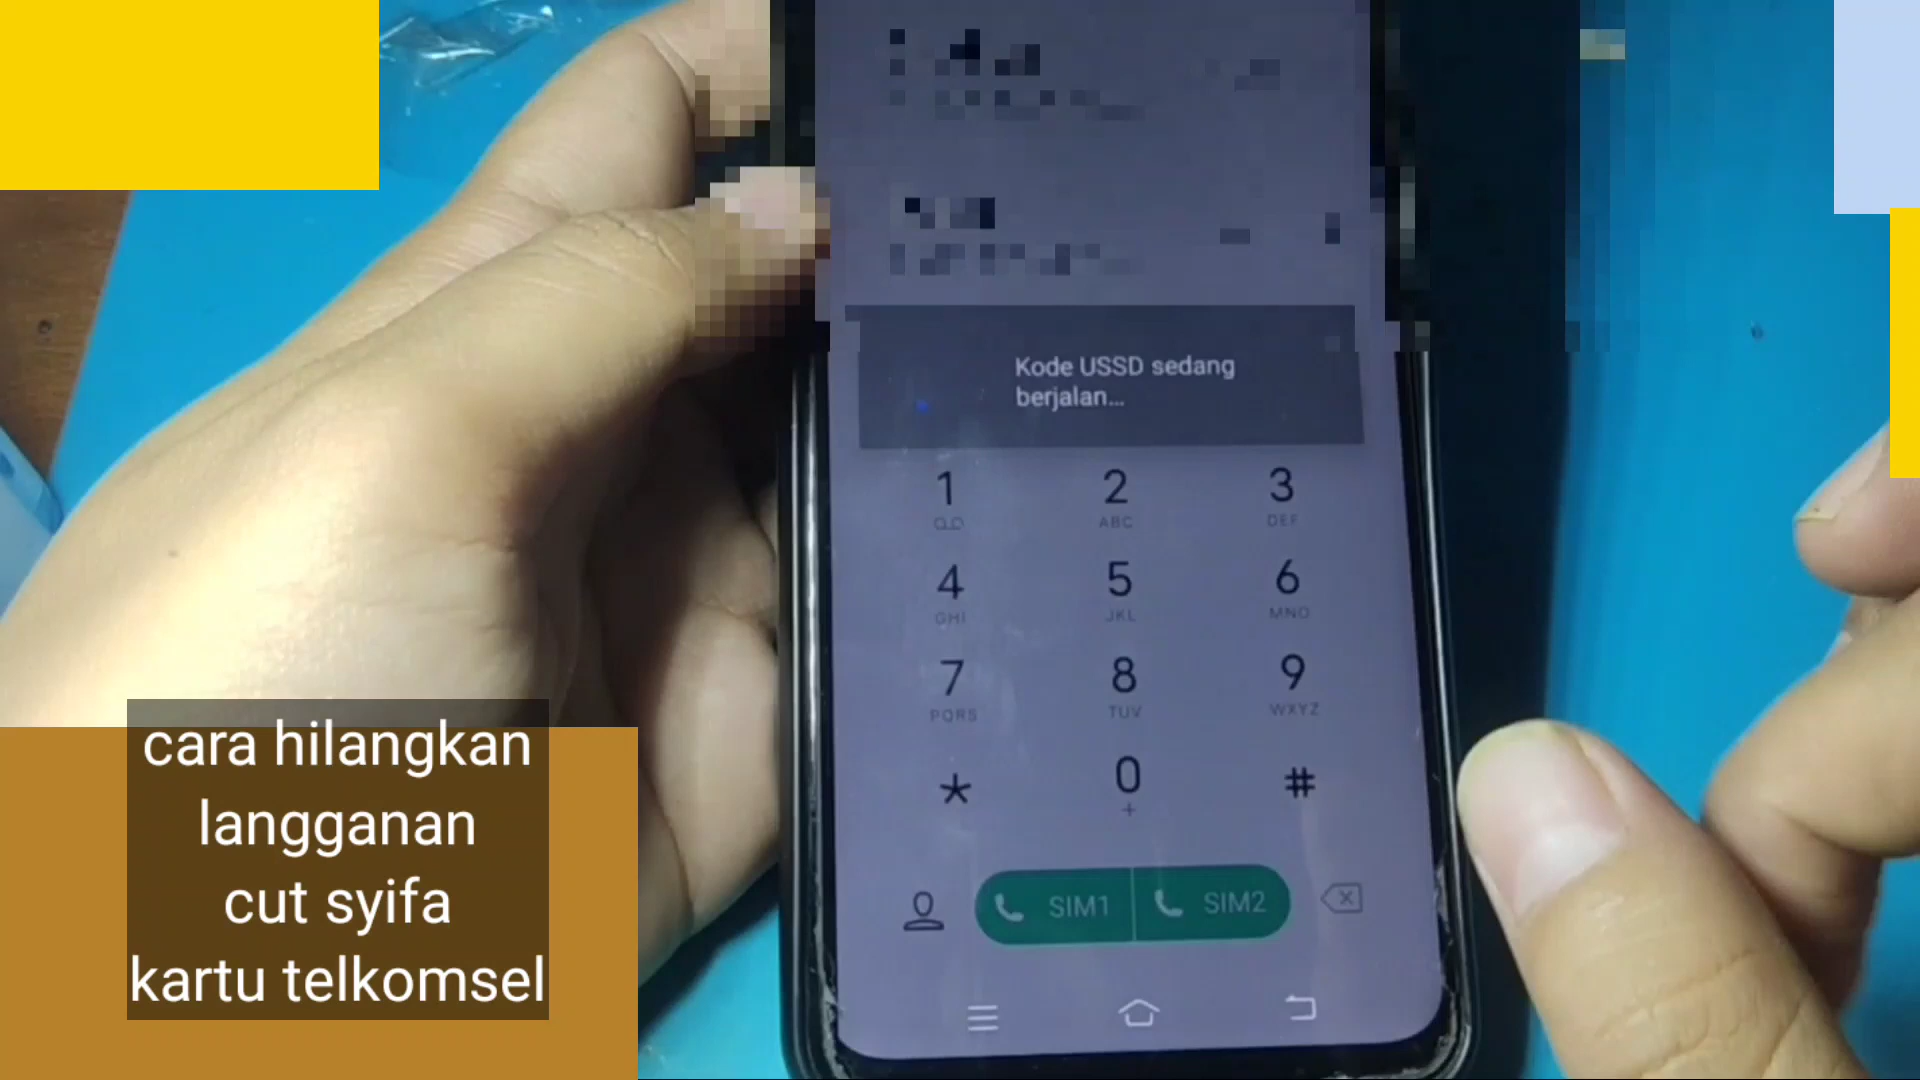 Kode USSD sedang
berjalan...
1
2
ABC
3
DEF
4
GHI
5
JKL
6
MNO
7
PQRS
8
TUV
9
WXYZ
*
0
+
#
SIM1
SIM2
cara hilangkan
langganan
cut syifa
kartu telkomsel